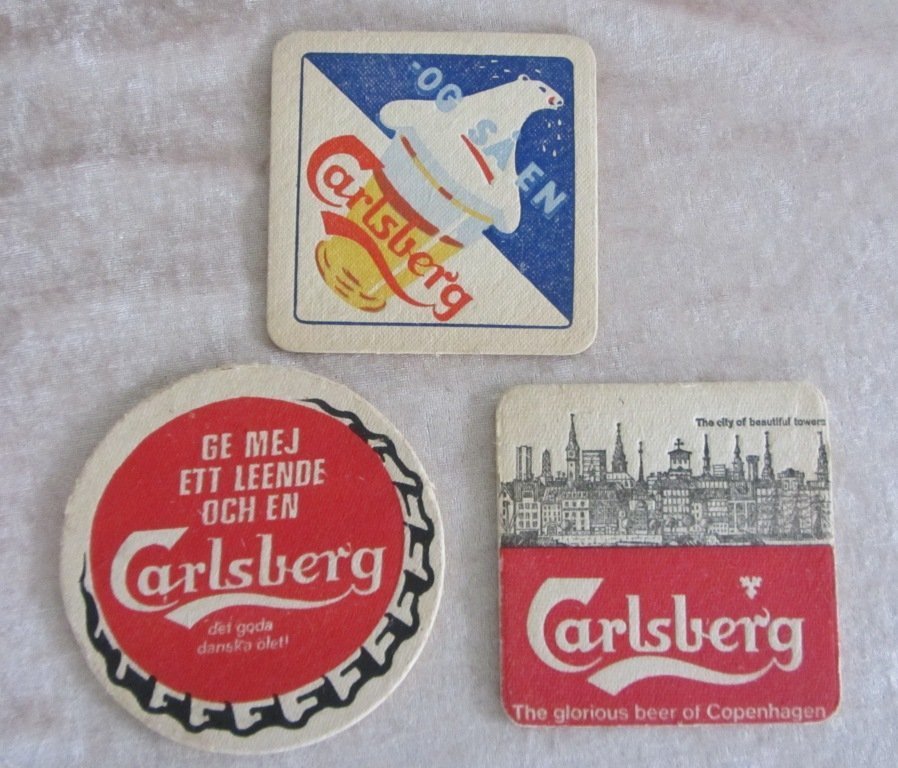 -OG SÅ EN
Carlsberg
GE MEJ
ETT LEENDE
OCH EN
Carlsberg
det goda
danska ölet!
The city of beautiful towers
Carlsberg
The glorious beer of Copenhagen